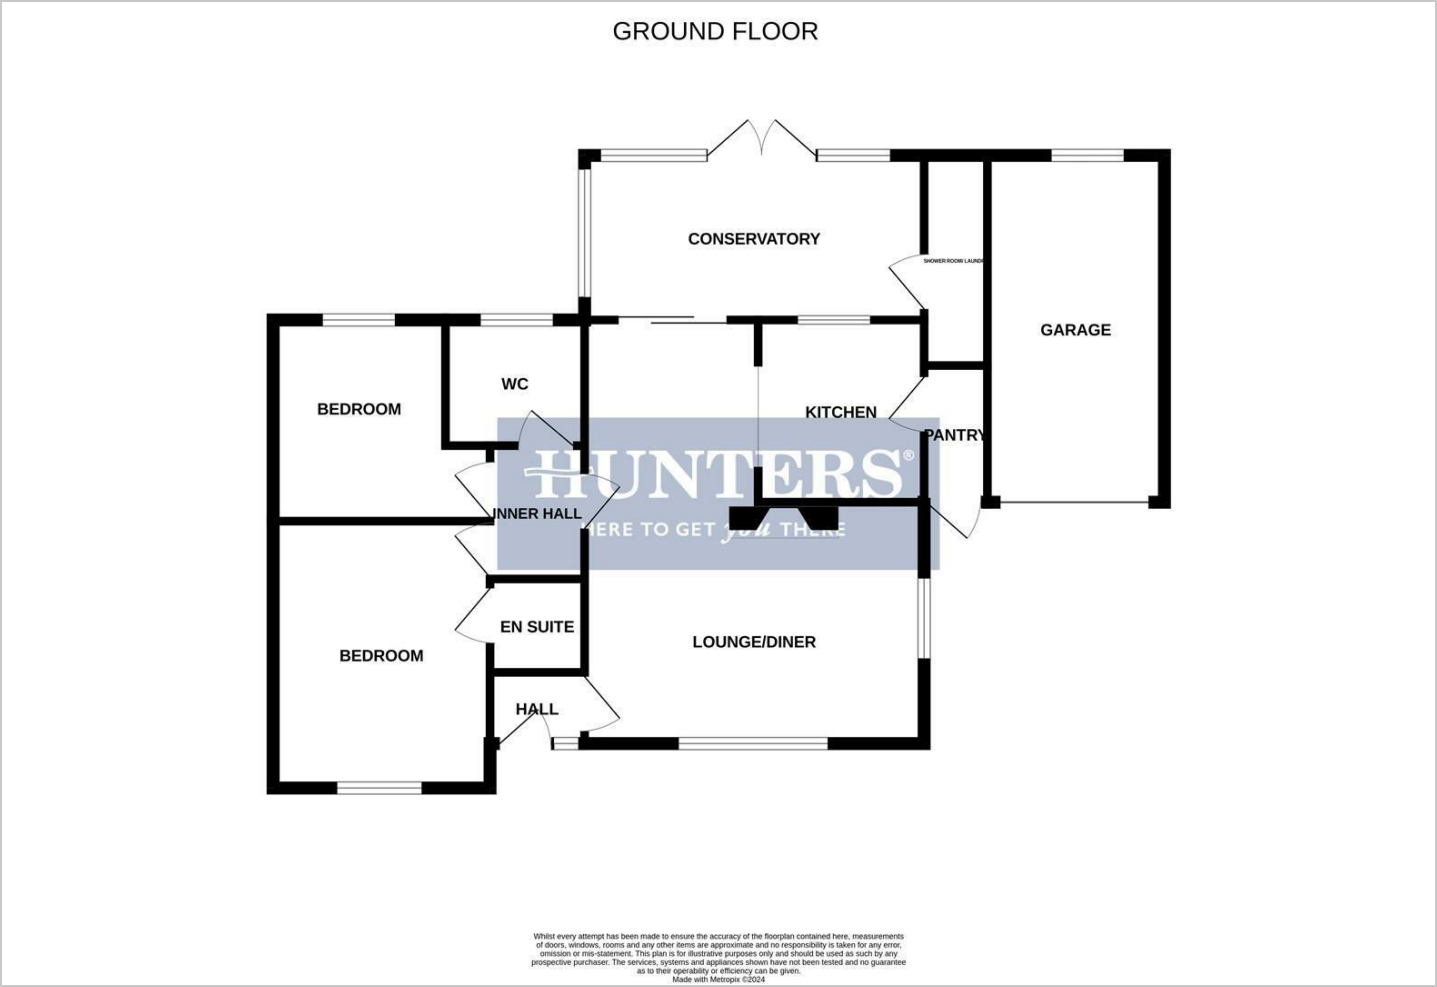 GROUND FLOOR
CONSERVATORY
SHOWER ROOM/ LAUND
GARAGE
WC
BEDROOM
KITCHEN
PANTRY
HUNTERS®
INNER HALL
HERE TO GET you THERE
EN SUITE
LOUNGE/DINER
BEDROOM
HALL
Whilst every attempt has been made to ensure the accuracy of the floorplan contained here, measurements
of doors, windows, rooms and any other items are approximate and no responsibility is taken for any error,
omission or mis-statement. This plan is for illustrative purposes only and should be used as such by any
prospective purchaser. The services, systems and appliances shown have not been tested and no guarantee
as to their operability or efficiency can be given.
Made with Metropix ©2024